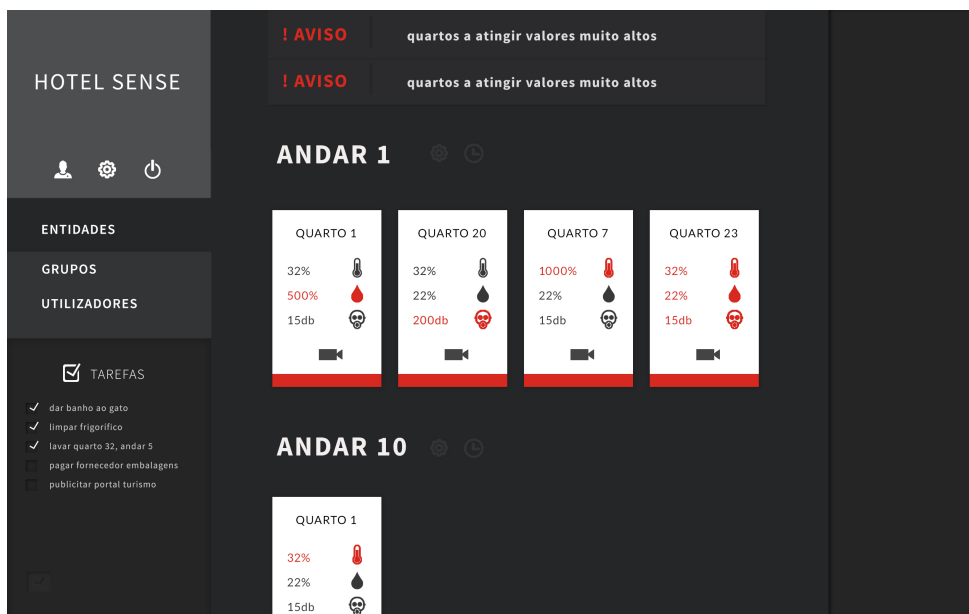 HOTEL SENSE
ENTIDADES
GRUPOS
UTILIZADORES
TAREFAS
dar banho ao gato
limpar frigorifico
lavar quarto 32, andar 5
pagar fornecedor embalagens
publicitar portal turismo
! AVISO quartos a atingir valores muito altos
! AVISO quartos a atingir valores muito altos
ANDAR 1
QUARTO 1
32%
500%
15db
QUARTO 20
32%
22%
200db
QUARTO 7
1000%
22%
15db
QUARTO 23
32%
22%
15db
ANDAR 10
QUARTO 1
32%
22%
15db